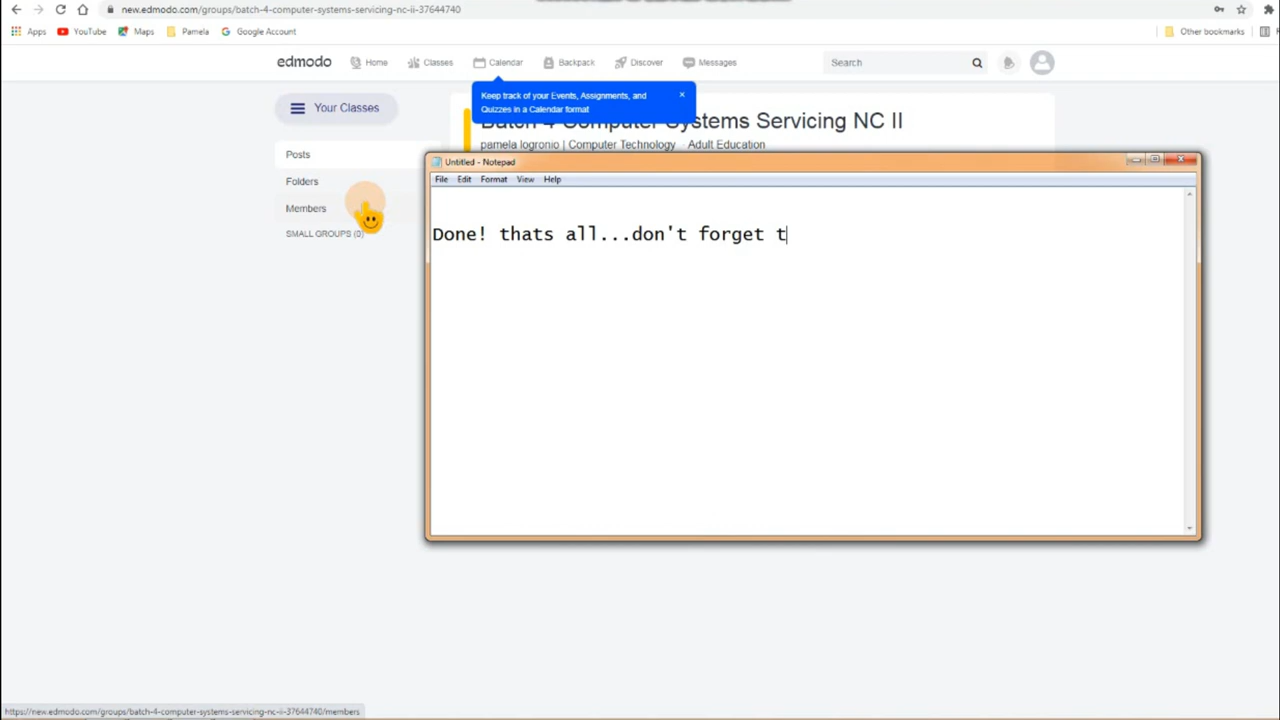 new.edmodo.com/groups/batch-4-computer-systems-servicing-nc-ii-37644740
Apps YouTube Maps Pamela Google Account Other bookmarks
edmodo Home Classes Calendar Backpack Discover Messages Search
Keep track of your Events, Assignments, and
Quizzes in a Calendar format
Your Classes
Batch 4 Computer Systems Servicing NC II
pamela logronio | Computer Technology · Adult Education
Posts
Folders
Members
SMALL GROUPS (0)
Untitled - Notepad
File Edit Format View Help
Done! thats all...don't forget t
https://new.edmodo.com/groups/batch-4-computer-systems-servicing-nc-ii-37644740/members